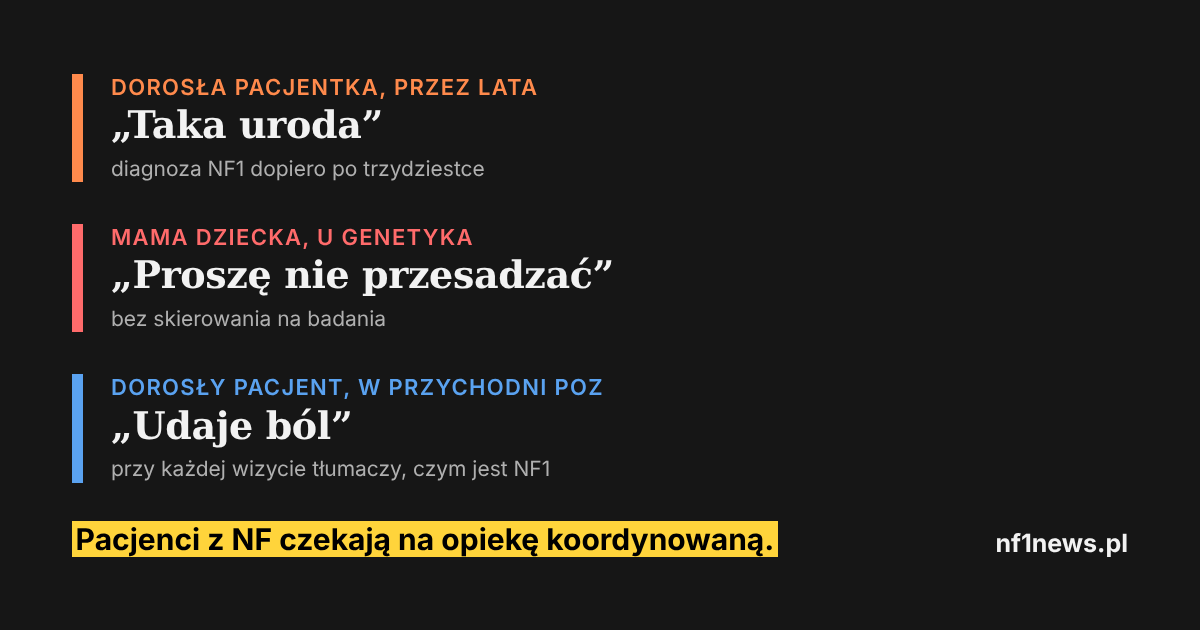 DOROSŁA PACJENTKA, PRZEZ LATA
„Taka uroda”
diagnoza NF1 dopiero po trzydziestce
MAMA DZIECKA, U GENETYKA
„Proszę nie przesadzać”
bez skierowania na badania
DOROSŁY PACJENT, W PRZYCHODNI POZ
„Udaje ból”
przy każdej wizycie tłumaczy, czym jest NF1
Pacjenci z NF czekają na opiekę koordynowaną.
nf1news.pl